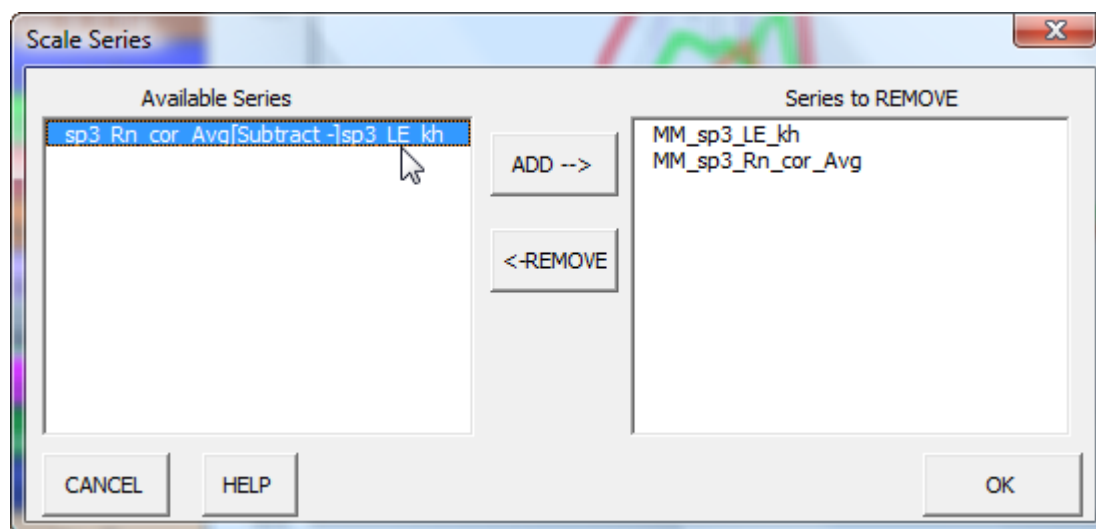 Scale Series
Available Series
Series to REMOVE
sp3_Rn_cor_Avg[Subtract -]sp3_LE_kh
MM_sp3_LE_kh
MM_sp3_Rn_cor_Avg
ADD -->
<-REMOVE
CANCEL
HELP
OK